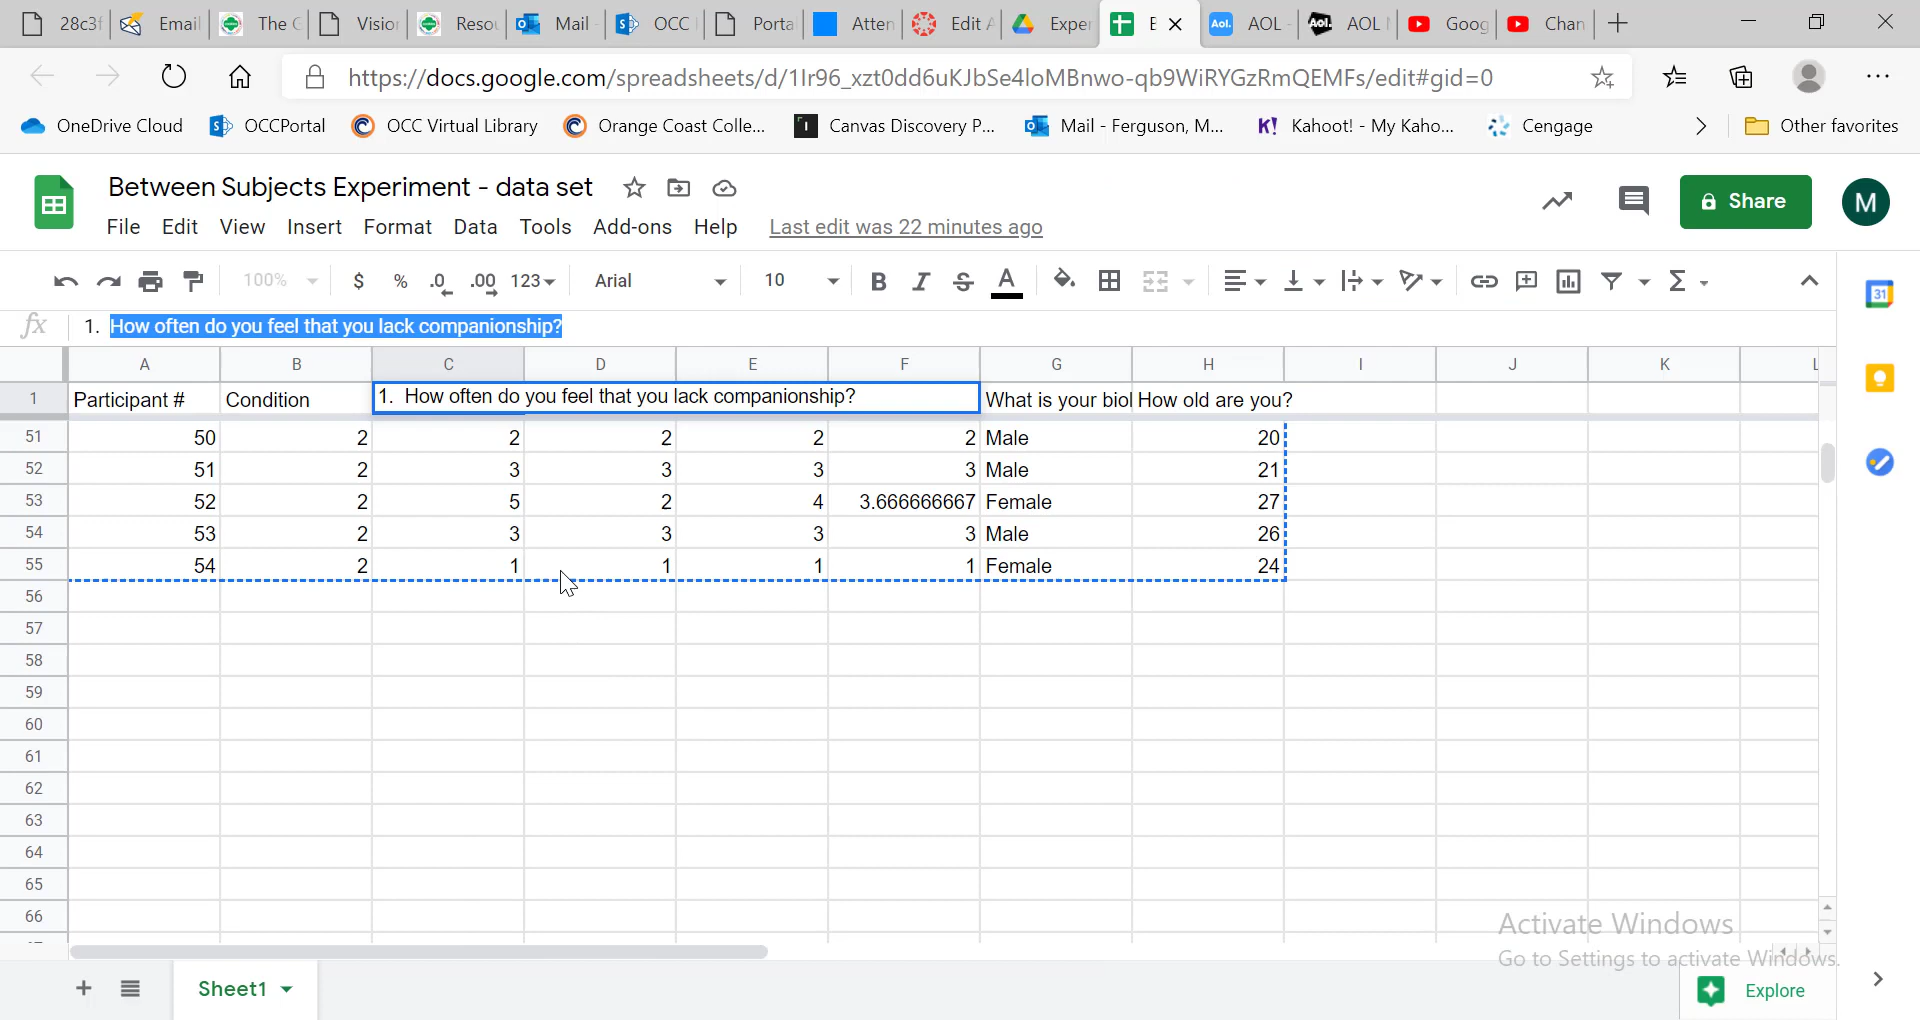 28c3f Email The C Vision Resou Mail - OCC Porta Atten Edit A Exper E AOL - AOL Goog Chan
https://docs.google.com/spreadsheets/d/1Ir96_xzt0dd6uKJbSe4loMBnwo-qb9WiRYGzRmQEMFs/edit#gid=0
OneDrive Cloud OCCPortal OCC Virtual Library Orange Coast Colle... Canvas Discovery P... Mail - Ferguson, M... K! Kahoot! - My Kaho... Cengage Other favorites
Between Subjects Experiment - data set
Share M
File Edit View Insert Format Data Tools Add-ons Help Last edit was 22 minutes ago
100% $ % .0 .00 123 Arial 10 B I S A Σ
31
fx 1. How often do you feel that you lack companionship?
A B C D E F G H I J K L
1 Participant # Condition 1. How often do you feel that you lack companionship? What is your biol How old are you?
51 50 2 2 2 2 2 Male 20
52 51 2 3 3 3 3 Male 21
53 52 2 5 2 4 3.666666667 Female 27
54 53 2 3 3 3 3 Male 26
55 54 2 1 1 1 1 Female 24
56
57
58
59
60
61
62
63
64
65
66
Activate Windows
Go to Settings to activate Windows.
Sheet1 Explore